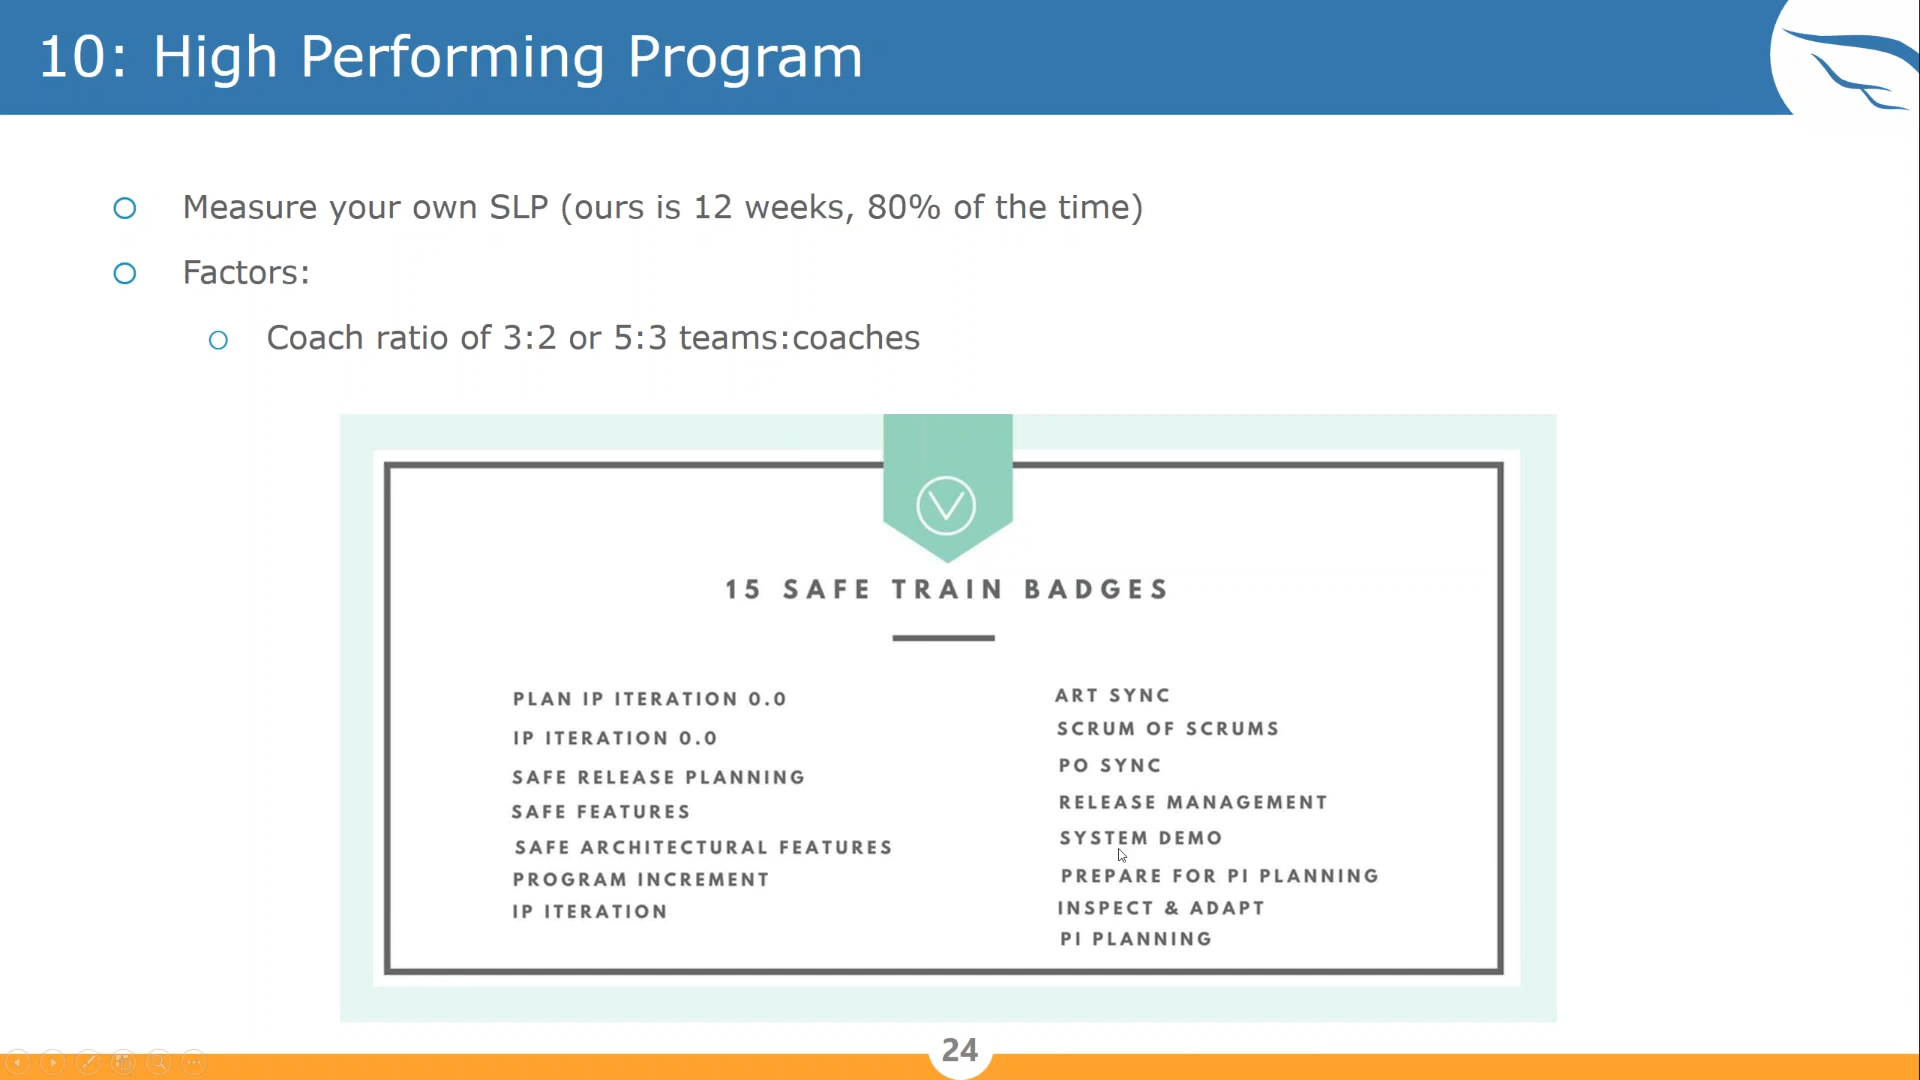 10: High Performing Program
Measure your own SLP (ours is 12 weeks, 80% of the time)
Factors:
Coach ratio of 3:2 or 5:3 teams:coaches
15 SAFE TRAIN BADGES
PLAN IP ITERATION 0.0
IP ITERATION 0.0
SAFE RELEASE PLANNING
SAFE FEATURES
SAFE ARCHITECTURAL FEATURES
PROGRAM INCREMENT
IP ITERATION
ART SYNC
SCRUM OF SCRUMS
PO SYNC
RELEASE MANAGEMENT
SYSTEM DEMO
PREPARE FOR PI PLANNING
INSPECT & ADAPT
PI PLANNING
24